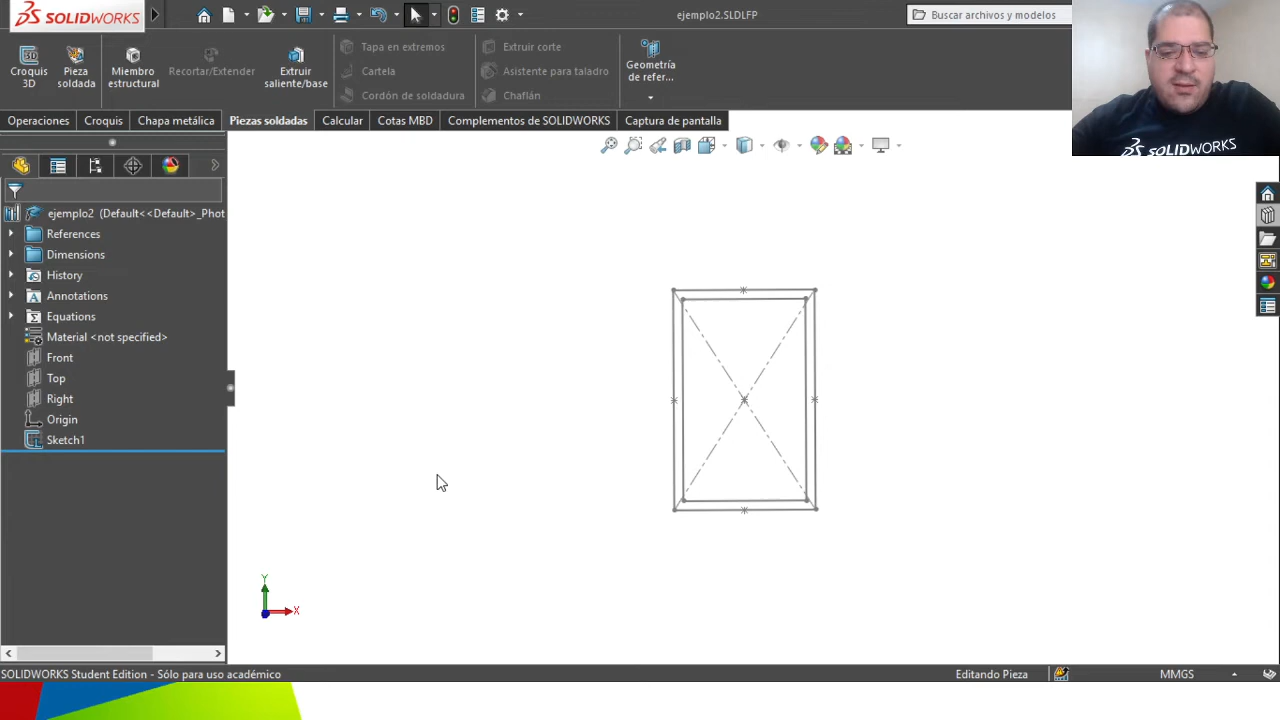 SOLIDWORKS
ejemplo2.SLDLFP
Buscar archivos y modelos
Croquis 3D
Pieza soldada
Miembro estructural
Recortar/Extender
Extruir saliente/base
Tapa en extremos
Cartela
Cordón de soldadura
Extruir corte
Asistente para taladro
Chaflán
Geometría de refer...
Operaciones
Croquis
Chapa metálica
Piezas soldadas
Calcular
Cotas MBD
Complementos de SOLIDWORKS
Captura de pantalla
SOLIDWORKS
ejemplo2 (Default<<Default>_Phot
References
Dimensions
History
Annotations
Equations
Material <not specified>
Front
Top
Right
Origin
Sketch1
Y
X
SOLIDWORKS Student Edition - Sólo para uso académico
Editando Pieza
MMGS